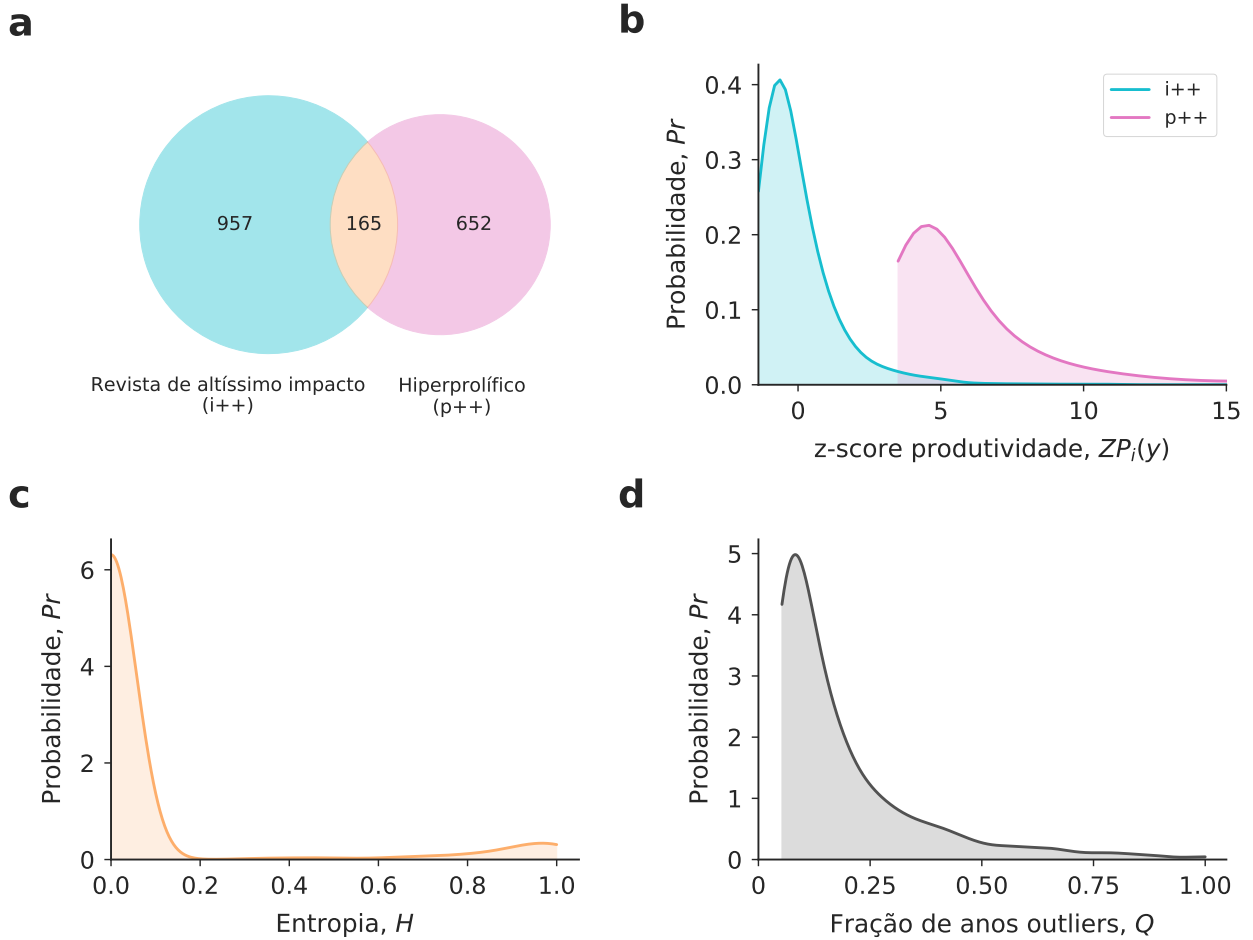 a
957
165
652
Revista de altíssimo impacto
(i++)
Hiperprolífico
(p++)
b
i++
p++
Probabilidade, Pr
0.4
0.3
0.2
0.1
0.0
0
5
10
15
z-score produtividade, ZPi(y)
c
Probabilidade, Pr
6
4
2
0
0.0
0.2
0.4
0.6
0.8
1.0
Entropia, H
d
Probabilidade, Pr
5
4
3
2
1
0
0
0.25
0.50
0.75
1.00
Fração de anos outliers, Q